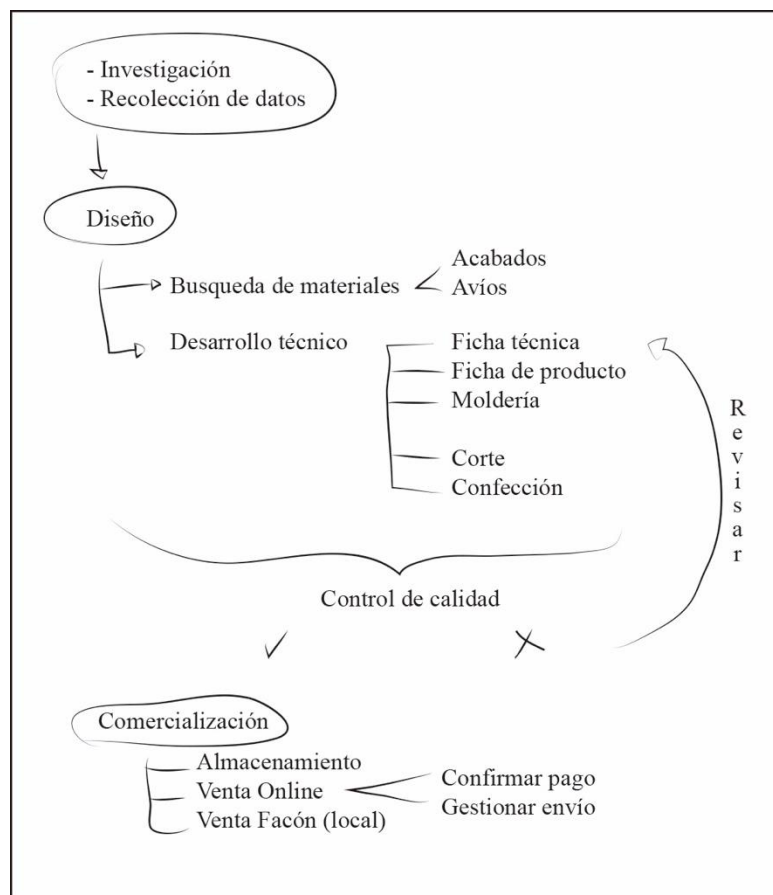 - Investigación
- Recolección de datos
Diseño
Busqueda de materiales
Acabados
Avíos
Desarrollo técnico
Ficha técnica
Ficha de producto
Moldería
Corte
Confección
Revisar
Control de calidad
Comercialización
Almacenamiento
Venta Online
Confirmar pago
Gestionar envío
Venta Facón (local)